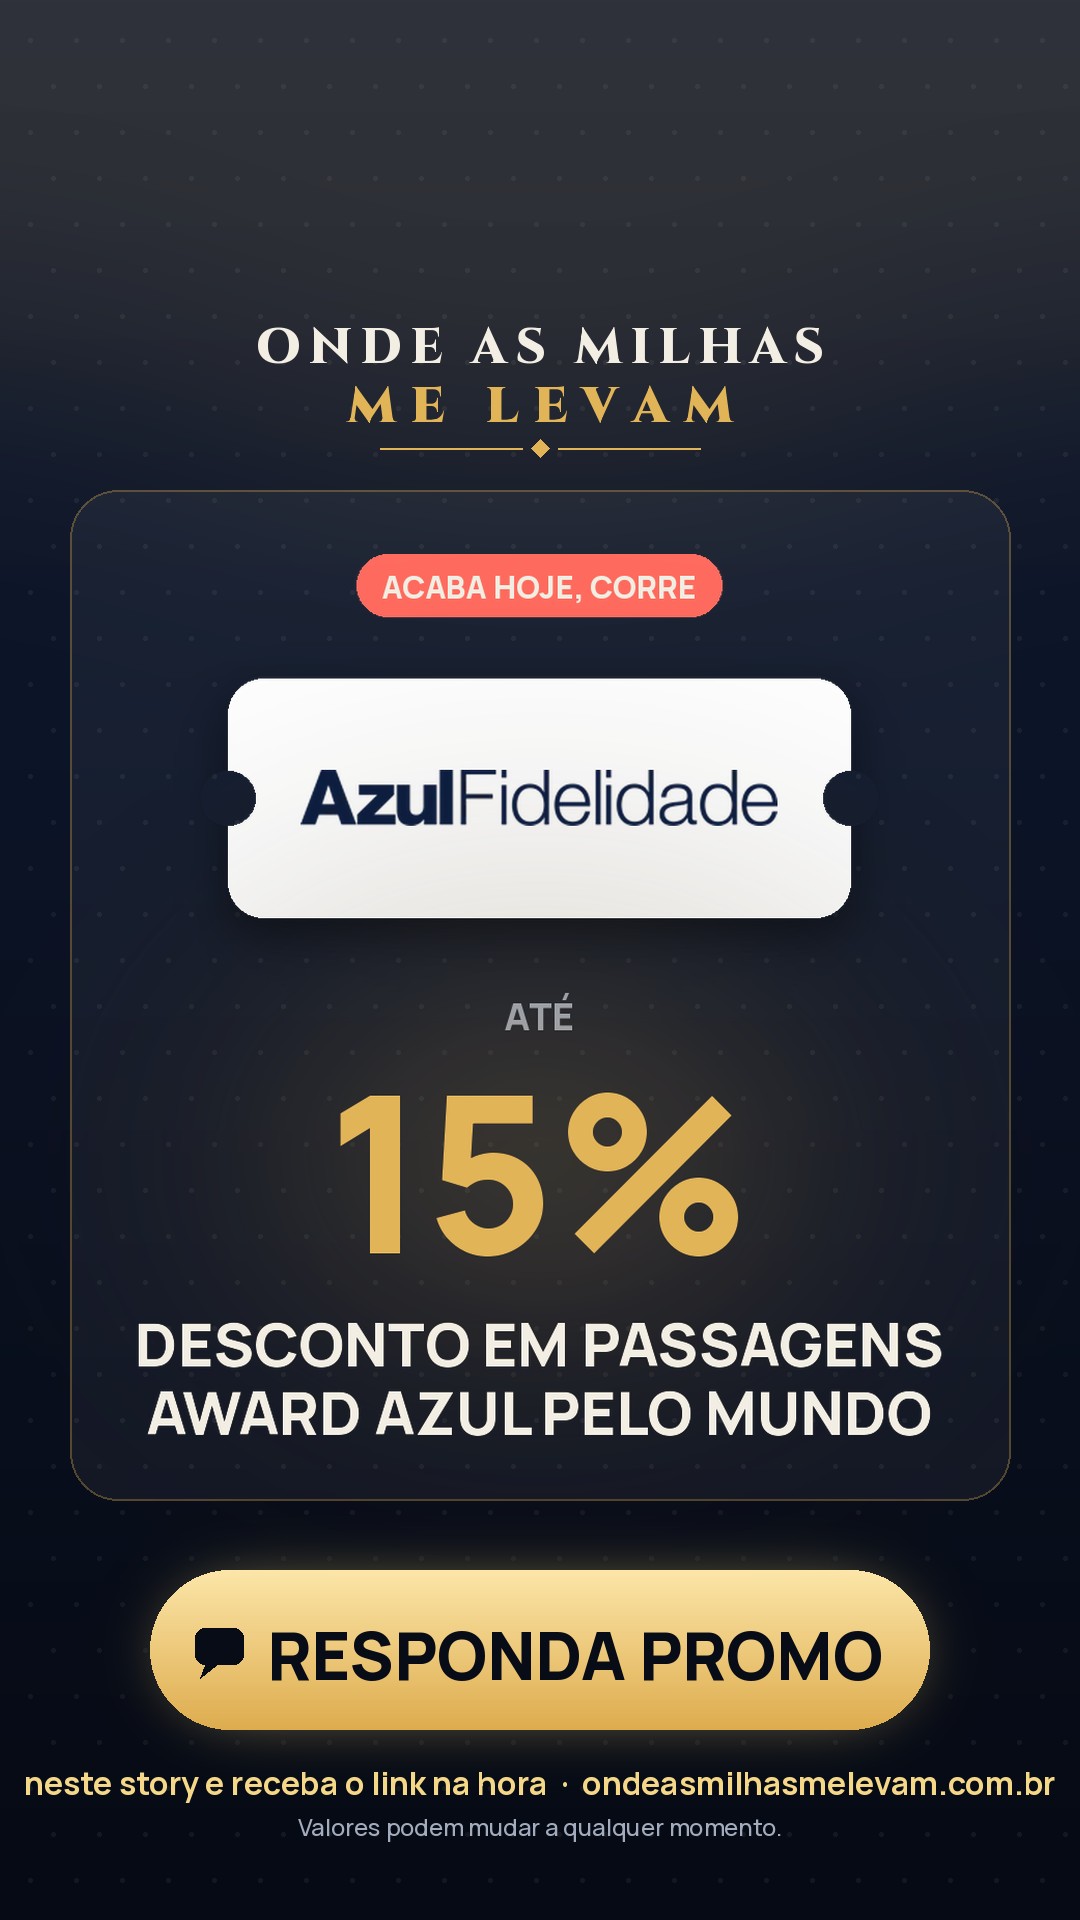 ONDE AS MILHAS
ME LEVAM
ACABA HOJE, CORRE
AzulFidelidade
ATÉ
15%
DESCONTO EM PASSAGENS
AWARD AZUL PELO MUNDO
RESPONDA PROMO
neste story e receba o link na hora · ondeasmilhasmelevam.com.br
Valores podem mudar a qualquer momento.